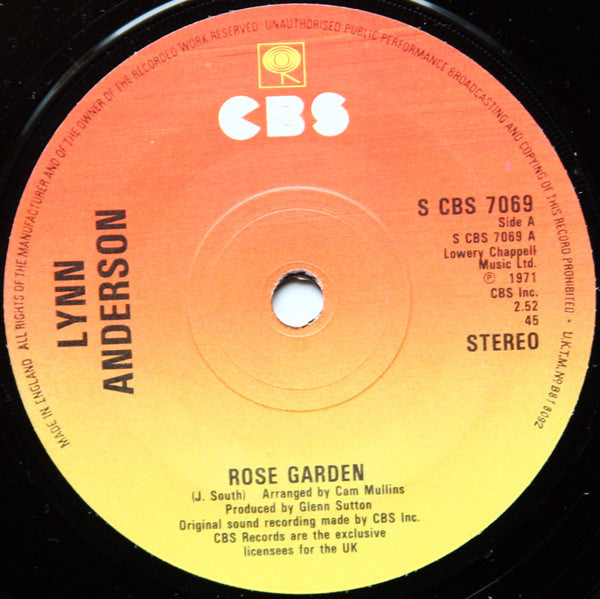 ALL RIGHTS OF THE MANUFACTURER AND OF THE OWNER OF THE RECORDED WORK RESERVED · UNAUTHORISED PUBLIC PERFORMANCE BROADCASTING AND COPYING OF THIS RECORD PROHIBITED · U.K.T.M. Nº B818092
MADE IN ENGLAND
CBS
LYNN
ANDERSON
S CBS 7069
Side A
S CBS 7069 A
Lowery Chappell
Music Ltd.
℗ 1971
CBS Inc.
2.52
45
STEREO
ROSE GARDEN
(J. South) Arranged by Cam Mullins
Produced by Glenn Sutton
Original sound recording made by CBS Inc.
CBS Records are the exclusive
licensees for the UK